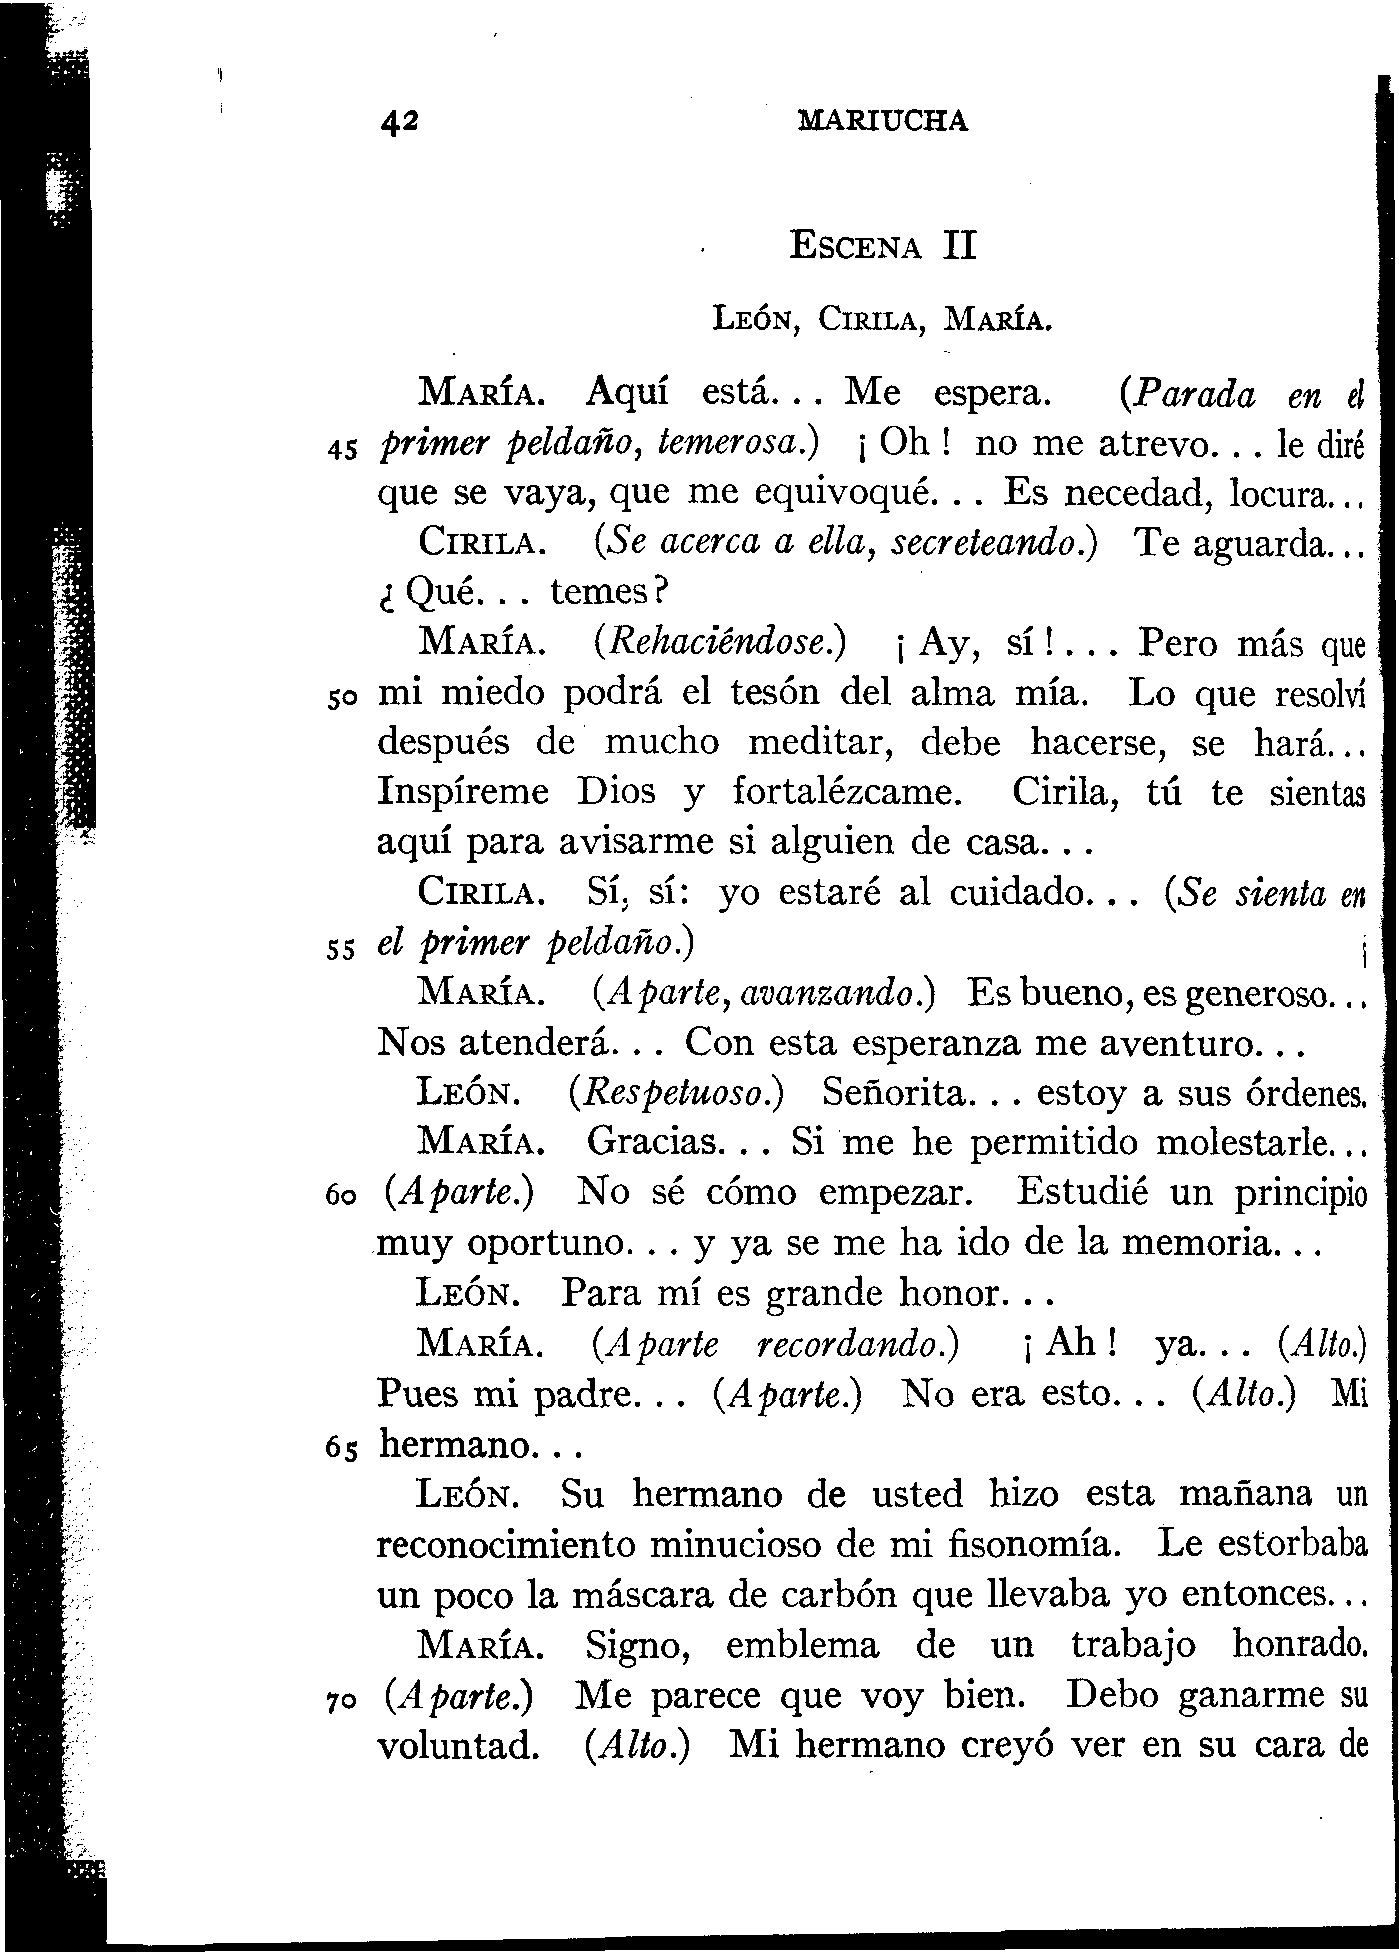 42 MARIUCHA
ESCENA II
LEÓN, CIRILA, MARÍA.
MARÍA. Aquí está. . . Me espera. (Parada en el
45 primer peldaño, temerosa.) ¡ Oh ! no me atrevo. . . le diré
que se vaya, que me equivoqué. . . Es necedad, locura. . .
CIRILA. (Se acerca a ella, secreteando.) Te aguarda. . .
¿ Qué. . . temes?
MARÍA. (Rehaciéndose.) ¡ Ay, sí ! . . . Pero más que
50 mi miedo podrá el tesón del alma mía. Lo que resolví
después de mucho meditar, debe hacerse, se hará. . .
Inspíreme Dios y fortalézcame. Cirila, tú te sientas
aquí para avisarme si alguien de casa. . .
CIRILA. Sí, sí: yo estaré al cuidado. . . (Se sienta en
55 el primer peldaño.)
MARÍA. (Aparte, avanzando.) Es bueno, es generoso. . .
Nos atenderá. . . Con esta esperanza me aventuro. . .
LEÓN. (Respetuoso.) Señorita. . . estoy a sus órdenes.
MARÍA. Gracias. . . Si me he permitido molestarle. . .
60 (Aparte.) No sé cómo empezar. Estudié un principio
muy oportuno. . . y ya se me ha ido de la memoria. . .
LEÓN. Para mí es grande honor. . .
MARÍA. (Aparte recordando.) ¡ Ah ! ya. . . (Alto.)
Pues mi padre. . . (Aparte.) No era esto. . . (Alto.) Mi
65 hermano. . .
LEÓN. Su hermano de usted hizo esta mañana un
reconocimiento minucioso de mi fisonomía. Le estorbaba
un poco la máscara de carbón que llevaba yo entonces. . .
MARÍA. Signo, emblema de un trabajo honrado.
70 (Aparte.) Me parece que voy bien. Debo ganarme su
voluntad. (Alto.) Mi hermano creyó ver en su cara de